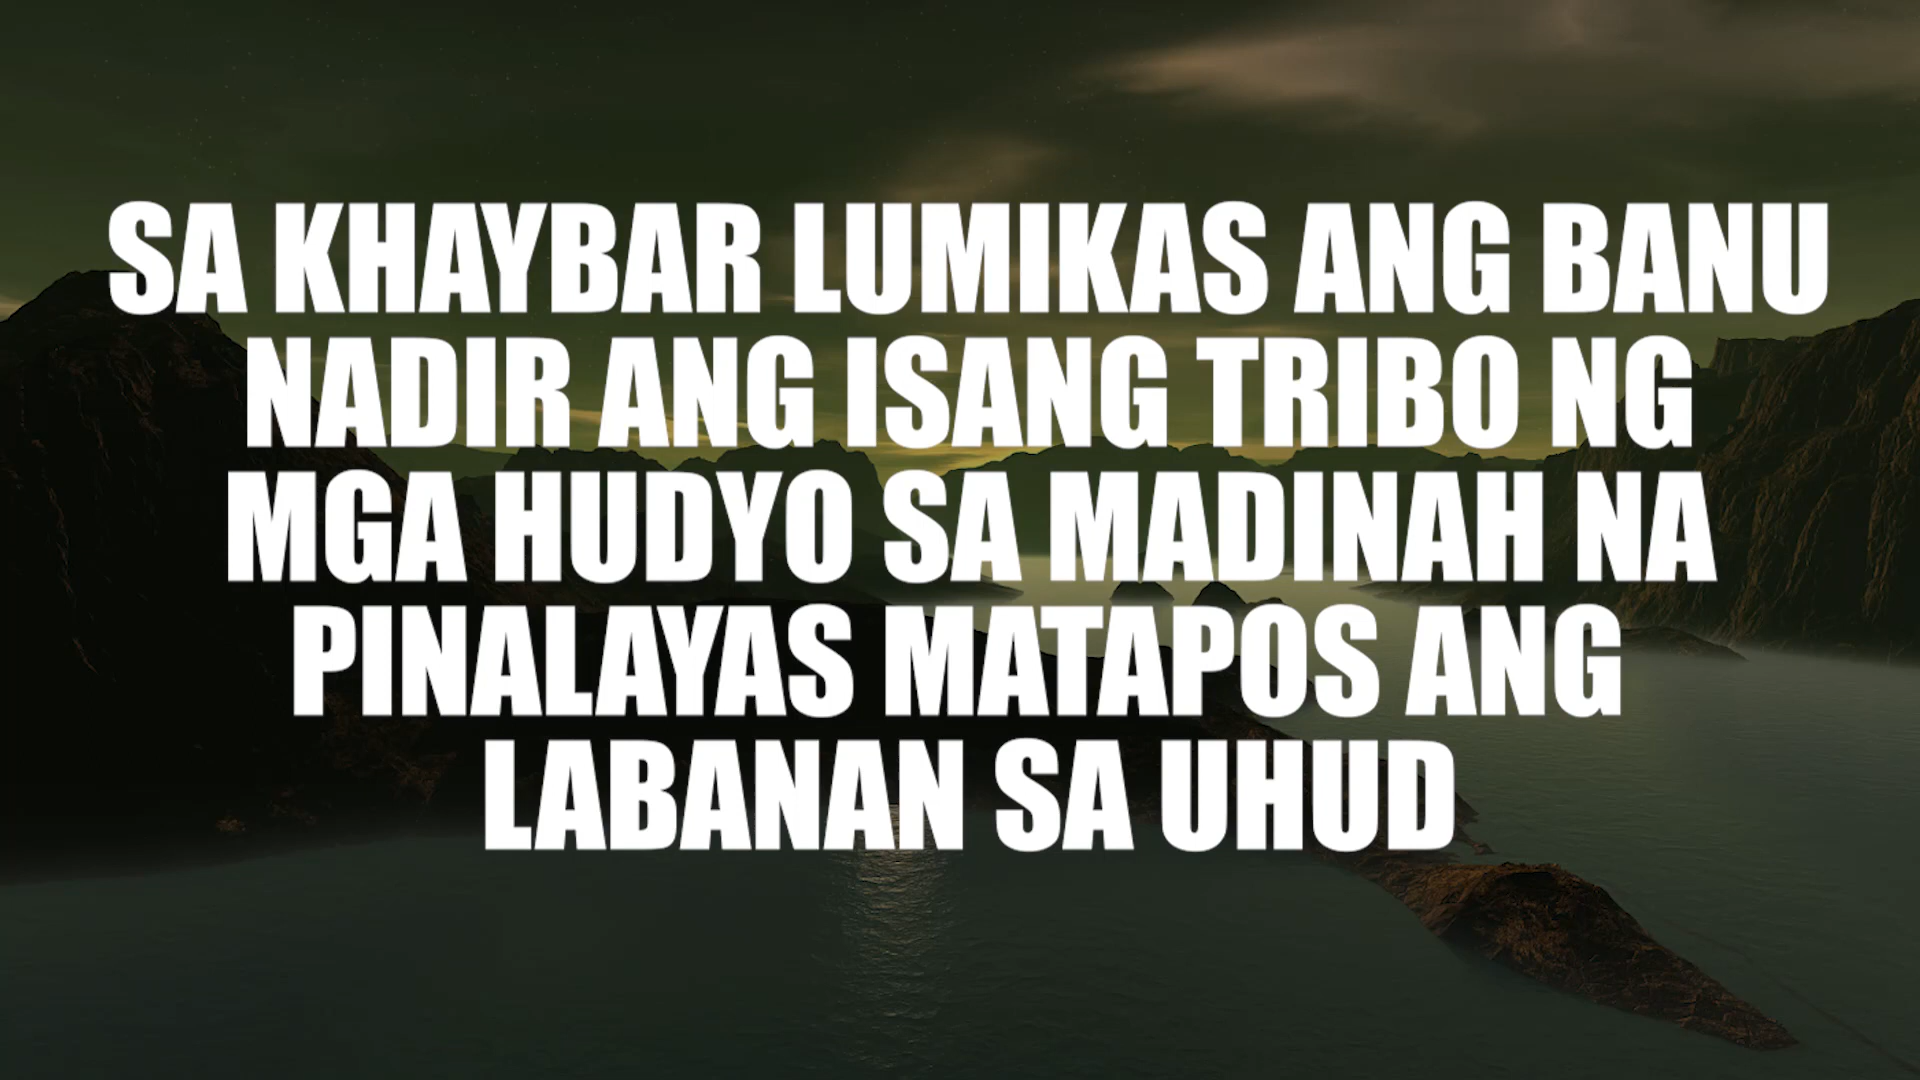 SA KHAYBAR LUMIKAS ANG BANU
NADIR ANG ISANG TRIBO NG
MGA HUDYO SA MADINAH NA
PINALAYAS MATAPOS ANG
LABANAN SA UHUD